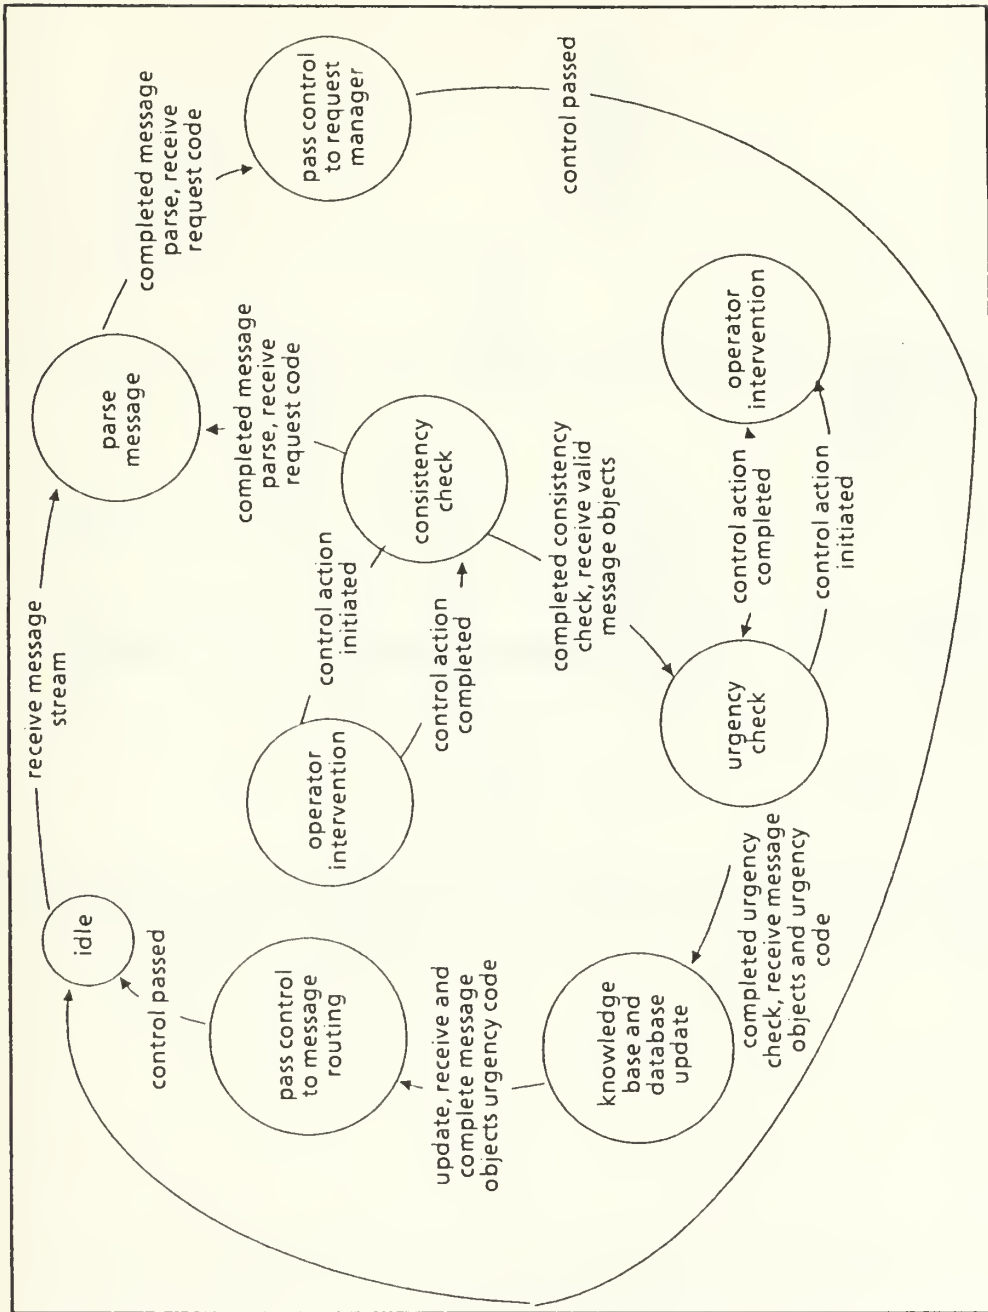 idle
receive message
stream
parse
message
completed message
parse, receive
request code
pass control
to request
manager
control passed
control passed
pass control
to message
routing
operator
intervention
control action
initiated
control action
completed
consistency
check
completed message
parse, receive
request code
update, receive and
complete message
objects urgency code
completed consistency
check, receive valid
message objects
knowledge
base and
database
update
completed urgency
check, receive message
objects and urgency
code
urgency
check
control action
completed
control action
initiated
operator
intervention